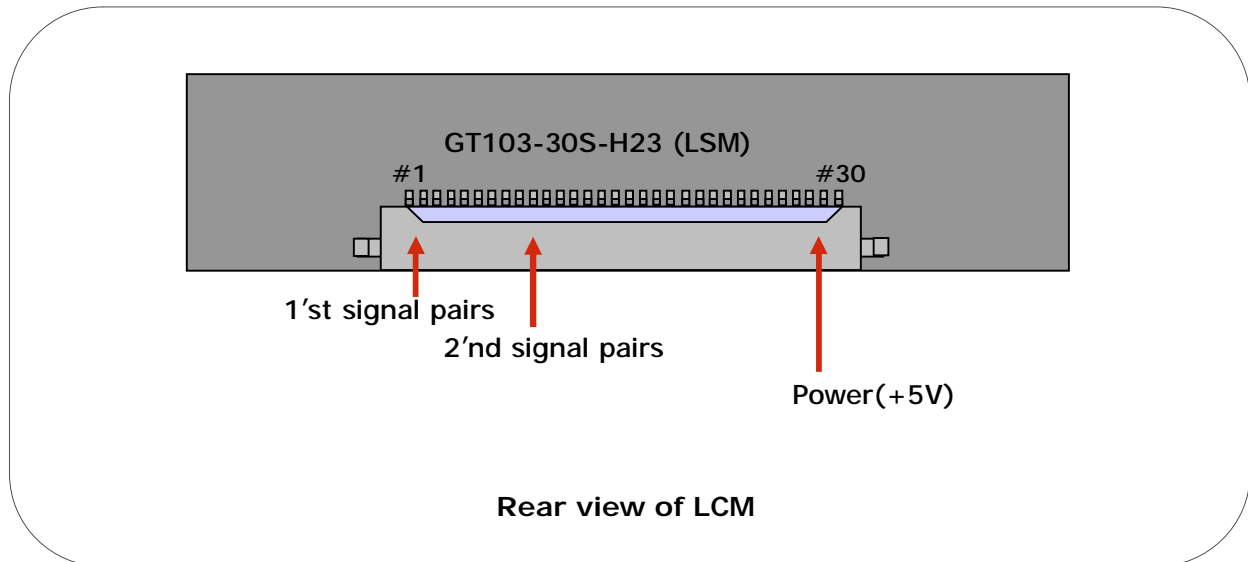 GT103-30S-H23 (LSM)
#1 #30
1'st signal pairs
2'nd signal pairs
Power(+5V)
Rear view of LCM